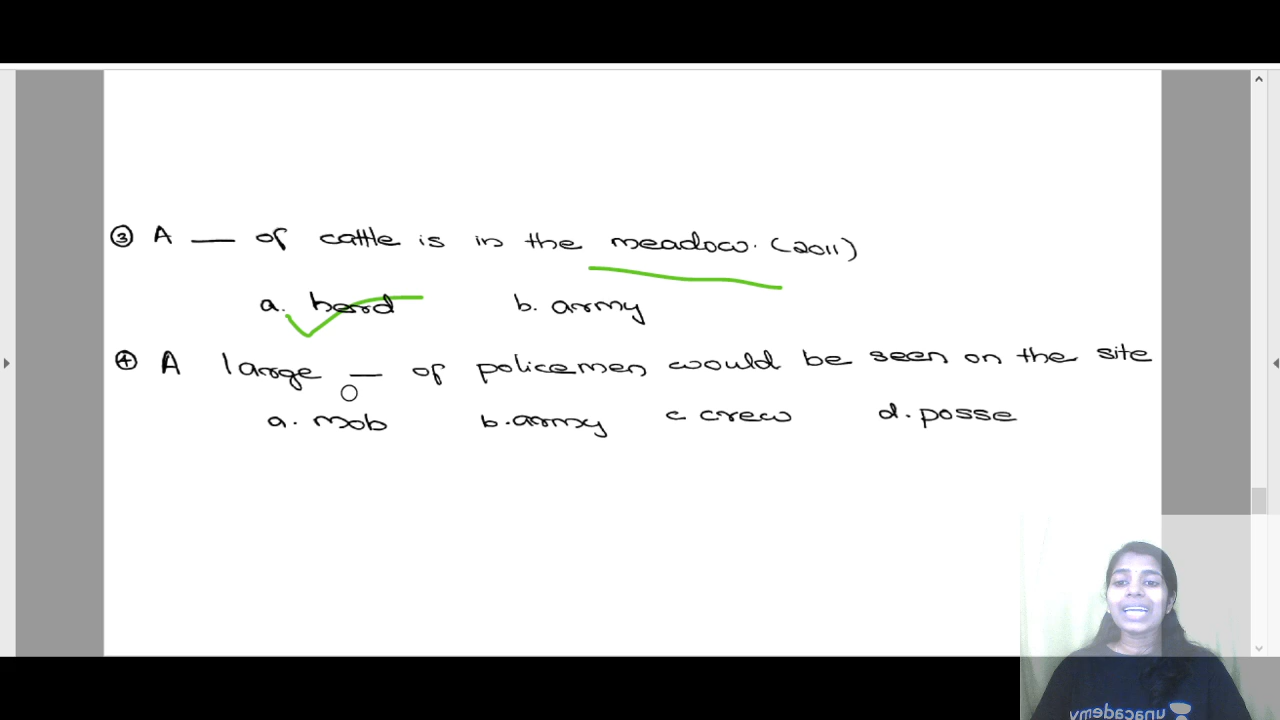 ③ A — of cattle is in the meadow. (2011)
a. herd b. army
④ A large — of policemen would be seen on the site
a. mob b. army c crew d. posse
unacademy